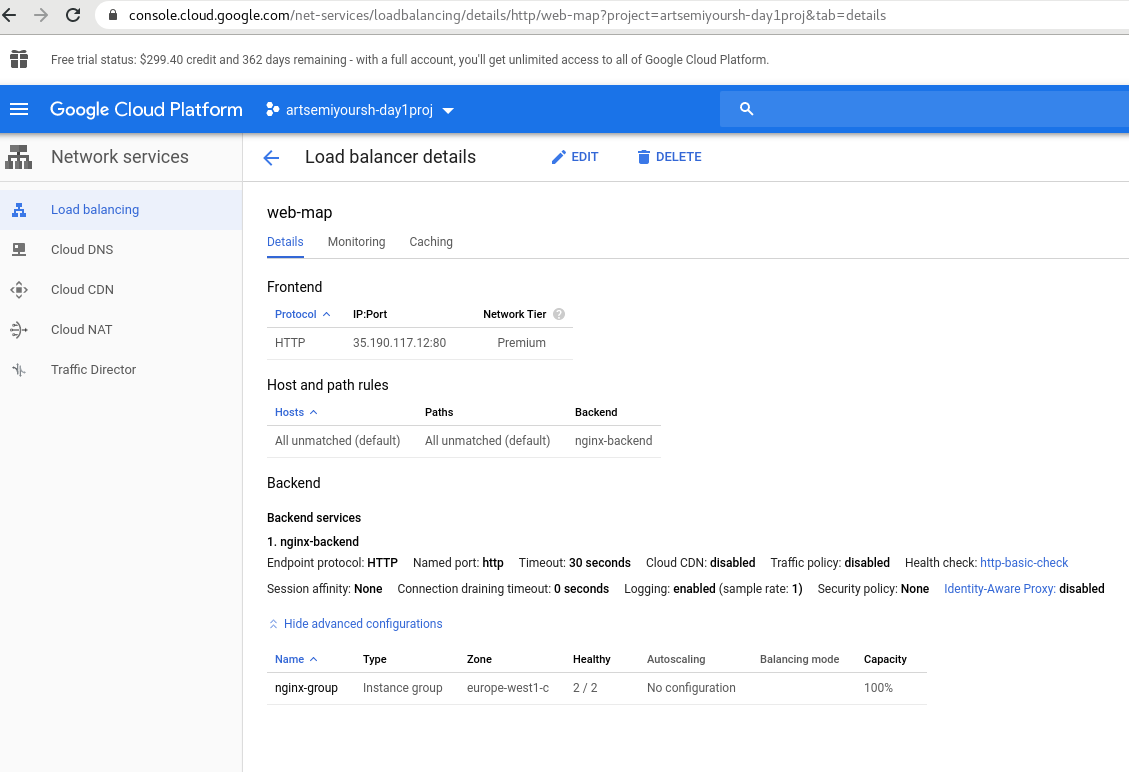 console.cloud.google.com/net-services/loadbalancing/details/http/web-map?project=artsemiyoursh-day1proj&tab=details
Free trial status: $299.40 credit and 362 days remaining - with a full account, you'll get unlimited access to all of Google Cloud Platform.
Google Cloud Platform artsemiyoursh-day1proj
Network services
Load balancer details EDIT DELETE
Load balancing
Cloud DNS
Cloud CDN
Cloud NAT
Traffic Director
web-map
Details Monitoring Caching
Frontend
Protocol IP:Port Network Tier ?
HTTP 35.190.117.12:80 Premium
Host and path rules
Hosts Paths Backend
All unmatched (default) All unmatched (default) nginx-backend
Backend
Backend services
1. nginx-backend
Endpoint protocol: HTTP Named port: http Timeout: 30 seconds Cloud CDN: disabled Traffic policy: disabled Health check: http-basic-check
Session affinity: None Connection draining timeout: 0 seconds Logging: enabled (sample rate: 1) Security policy: None Identity-Aware Proxy: disabled
Hide advanced configurations
Name Type Zone Healthy Autoscaling Balancing mode Capacity
nginx-group Instance group europe-west1-c 2 / 2 No configuration 100%